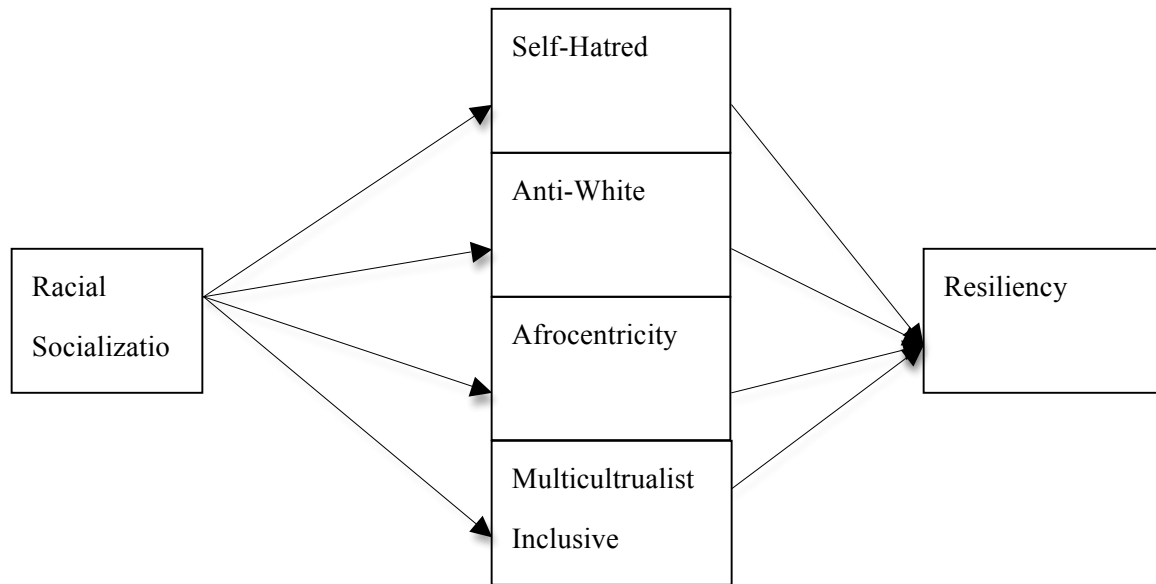 Self-Hatred
Anti-White
Racial
Socializatio
Afrocentricity
Resiliency
Multicultrualist
Inclusive